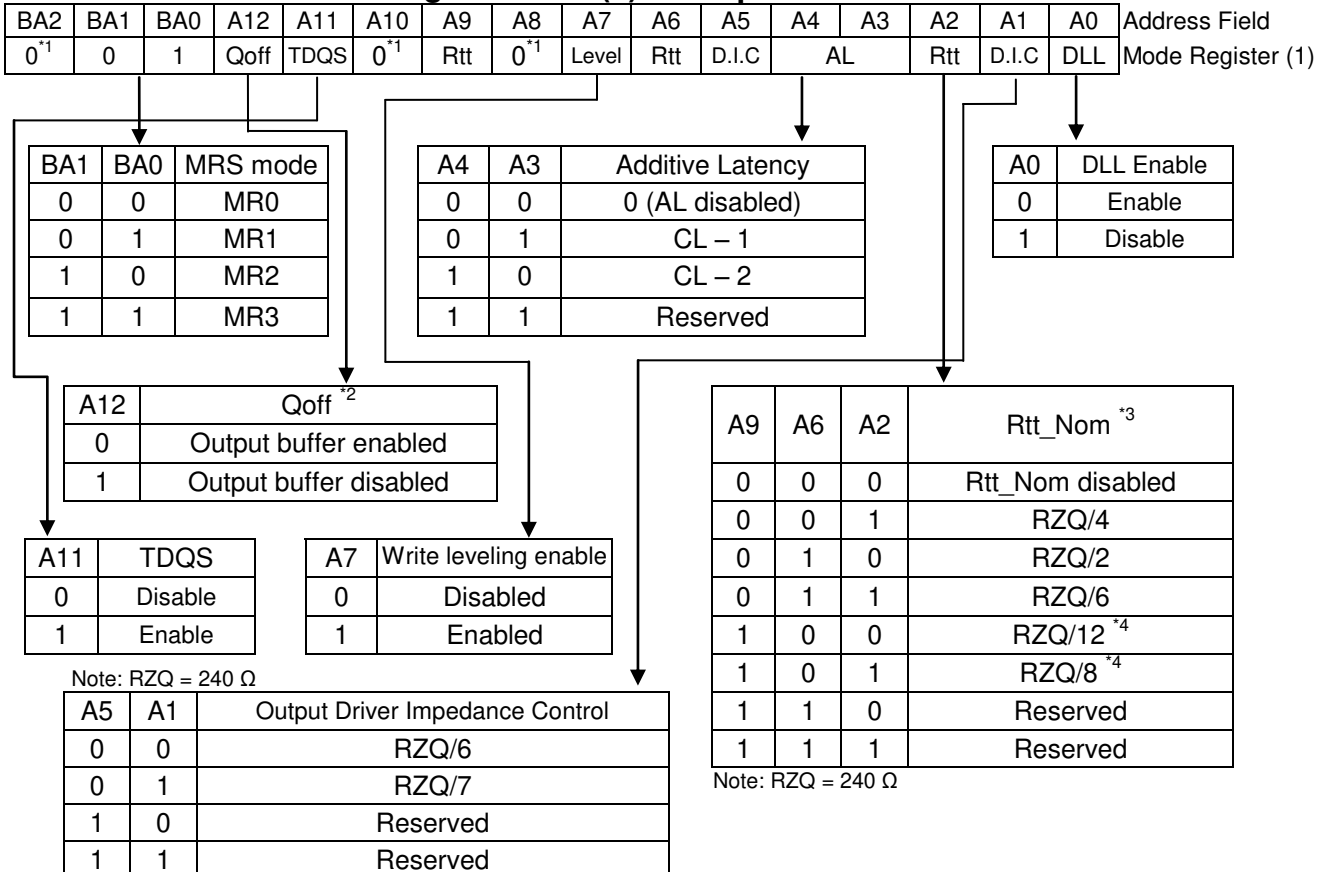 BA2 BA1 BA0 A12 A11 A10 A9 A8 A7 A6 A5 A4 A3 A2 A1 A0 Address Field
0*1 0 1 Qoff TDQS 0*1 Rtt 0*1 Level Rtt D.I.C AL Rtt D.I.C DLL Mode Register (1)
BA1 BA0 MRS mode
0 0 MR0
0 1 MR1
1 0 MR2
1 1 MR3
A4 A3 Additive Latency
0 0 0 (AL disabled)
0 1 CL – 1
1 0 CL – 2
1 1 Reserved
A0 DLL Enable
0 Enable
1 Disable
A12 Qoff *2
0 Output buffer enabled
1 Output buffer disabled
A9 A6 A2 Rtt_Nom *3
0 0 0 Rtt_Nom disabled
0 0 1 RZQ/4
0 1 0 RZQ/2
0 1 1 RZQ/6
1 0 0 RZQ/12 *4
1 0 1 RZQ/8 *4
1 1 0 Reserved
1 1 1 Reserved
Note: RZQ = 240 Ω
A11 TDQS
0 Disable
1 Enable
A7 Write leveling enable
0 Disabled
1 Enabled
Note: RZQ = 240 Ω
A5 A1 Output Driver Impedance Control
0 0 RZQ/6
0 1 RZQ/7
1 0 Reserved
1 1 Reserved